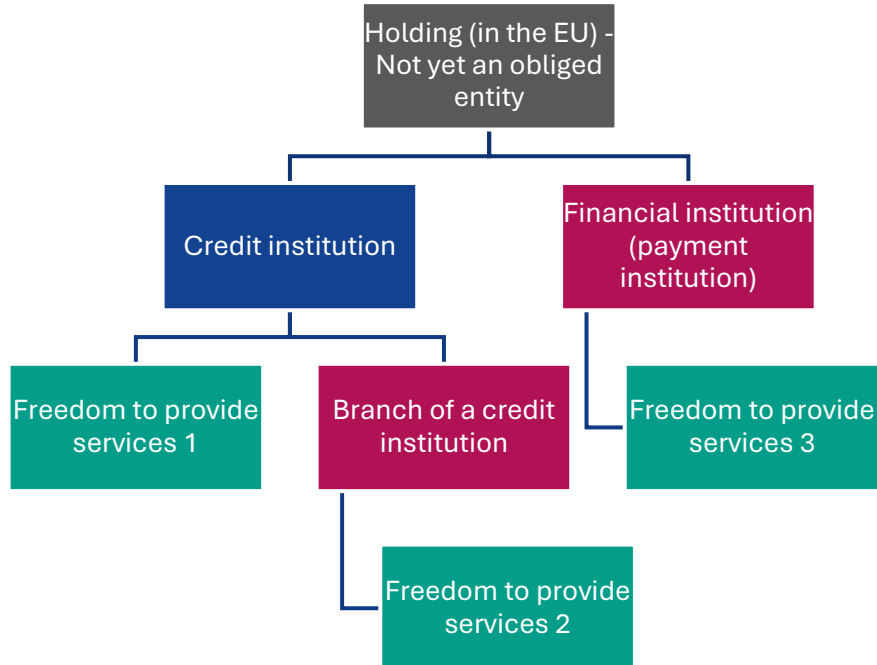 Holding (in the EU) -
Not yet an obliged
entity
Credit institution
Financial institution
(payment
institution)
Freedom to provide
services 1
Branch of a credit
institution
Freedom to provide
services 3
Freedom to provide
services 2